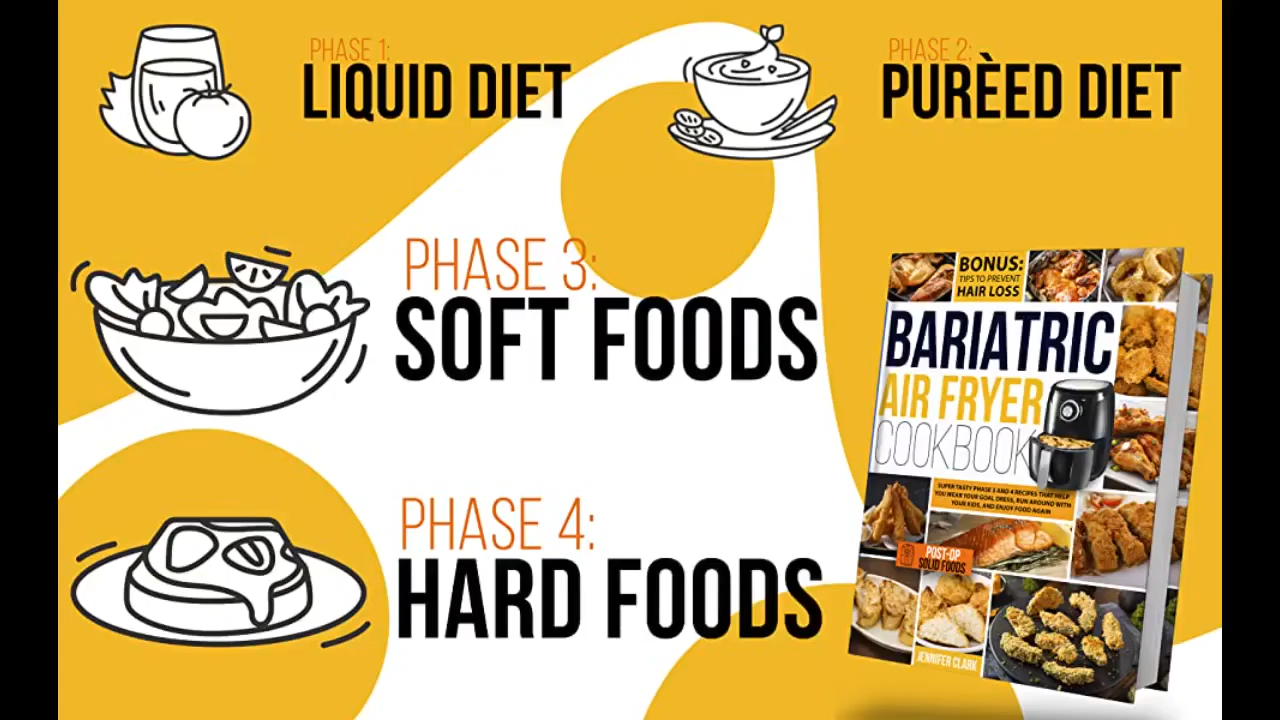 PHASE 1:
LIQUID DIET
PHASE 2:
PURÈED DIET
PHASE 3:
SOFT FOODS
PHASE 4:
HARD FOODS
BONUS:
TIPS TO PREVENT
HAIR LOSS
BARIATRIC
AIR FRYER
COOKBOOK
SUPER TASTY PHASE 3 AND 4 RECIPES THAT HELP
YOU WEAR YOUR GOAL DRESS, RUN AROUND WITH
YOUR KIDS, AND ENJOY FOOD AGAIN
POST-OP
SOLID FOODS
JENNIFER CLARK